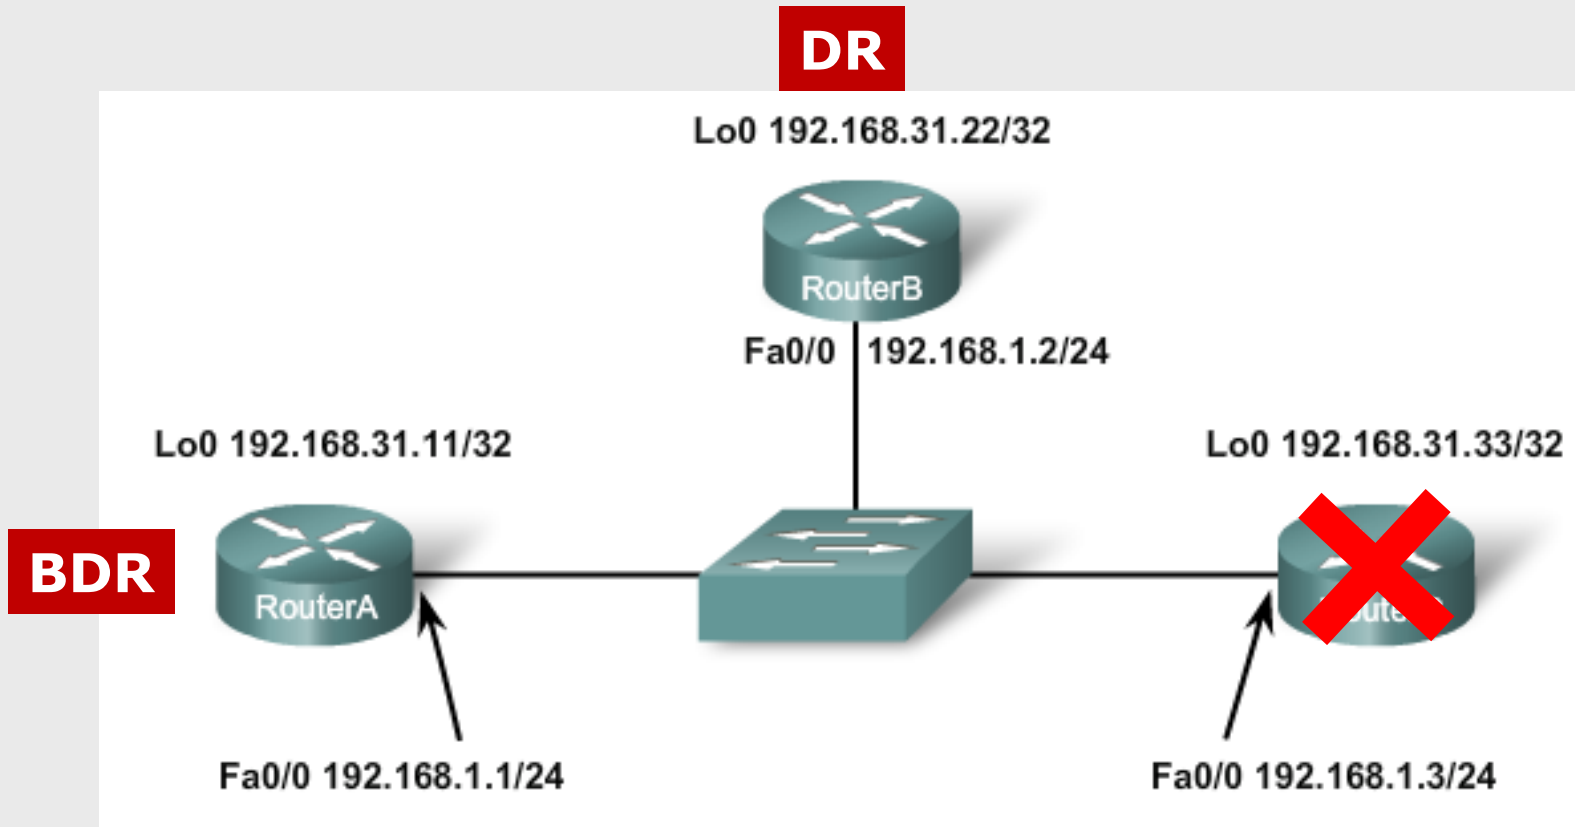 DR
Lo0 192.168.31.22/32
RouterB
Fa0/0 192.168.1.2/24
Lo0 192.168.31.11/32
Lo0 192.168.31.33/32
BDR
RouterA
Fa0/0 192.168.1.1/24
Fa0/0 192.168.1.3/24